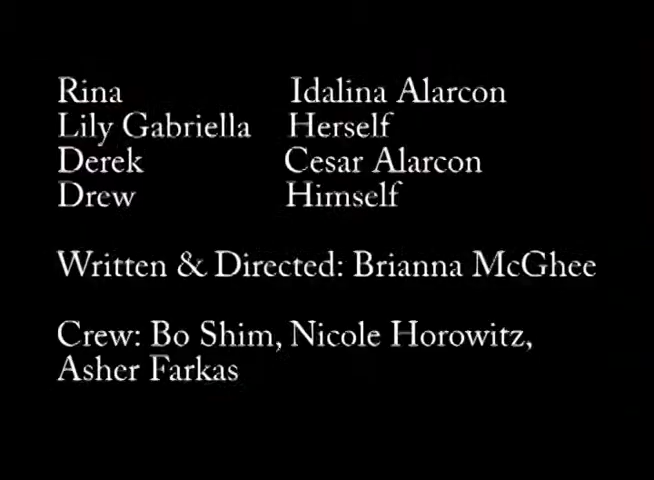 Rina Idalina Alarcon
Lily Gabriella Herself
Derek Cesar Alarcon
Drew Himself
Written & Directed: Brianna McGhee
Crew: Bo Shim, Nicole Horowitz,
Asher Farkas